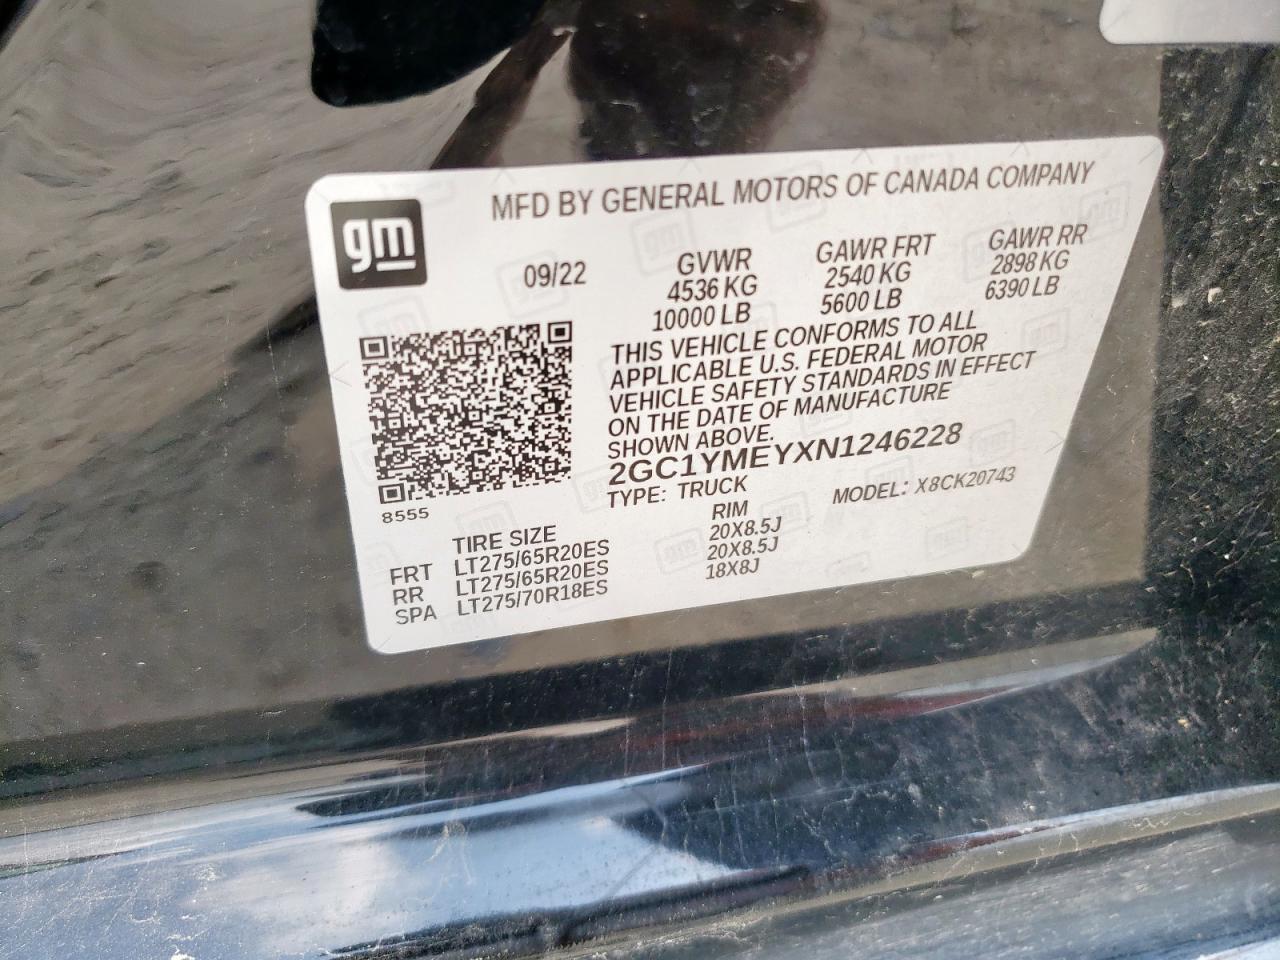 gm
MFD BY GENERAL MOTORS OF CANADA COMPANY
09/22
GVWR
4536 KG
10000 LB
GAWR FRT
2540 KG
5600 LB
GAWR RR
2898 KG
6390 LB
THIS VEHICLE CONFORMS TO ALL
APPLICABLE U.S. FEDERAL MOTOR
VEHICLE SAFETY STANDARDS IN EFFECT
ON THE DATE OF MANUFACTURE
SHOWN ABOVE.
2GC1YMEYXN1246228
TYPE: TRUCK
MODEL: X8CK20743
8555
TIRE SIZE RIM
FRT LT275/65R20ES 20X8.5J
RR LT275/65R20ES 20X8.5J
SPA LT275/70R18ES 18X8J